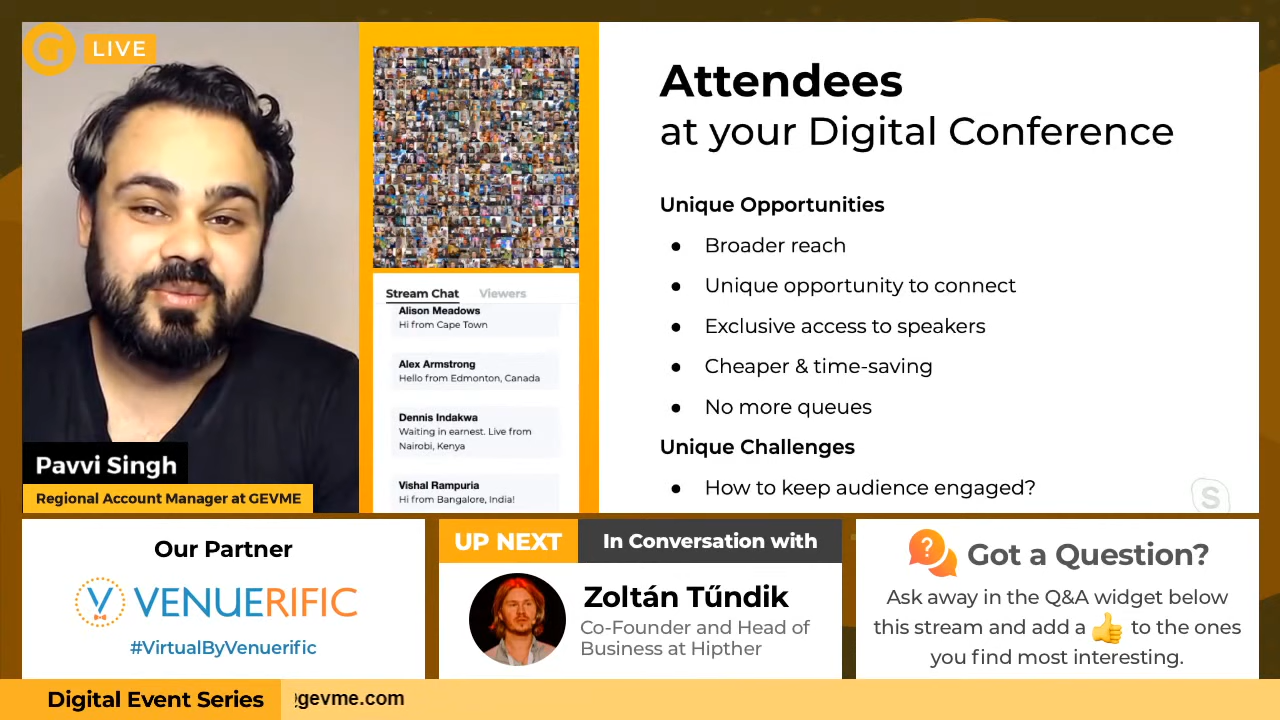 G LIVE
Pavvi Singh
Regional Account Manager at GEVME
Stream Chat Viewers
Alison Meadows
Hi from Cape Town
Alex Armstrong
Hello from Edmonton, Canada
Dennis Indakwa
Waiting in earnest. Live from
Nairobi, Kenya
Vishal Rampuria
Hi from Bangalore, India!
Attendees
at your Digital Conference
Unique Opportunities
● Broader reach
● Unique opportunity to connect
● Exclusive access to speakers
● Cheaper & time-saving
● No more queues
Unique Challenges
● How to keep audience engaged?
S
Our Partner
VENUERIFIC
#VirtualByVenuerific
UP NEXT In Conversation with
Zoltán Tűndik
Co-Founder and Head of
Business at Hipther
? Got a Question?
Ask away in the Q&A widget below
this stream and add a 👍 to the ones
you find most interesting.
Digital Event Series gevme.com